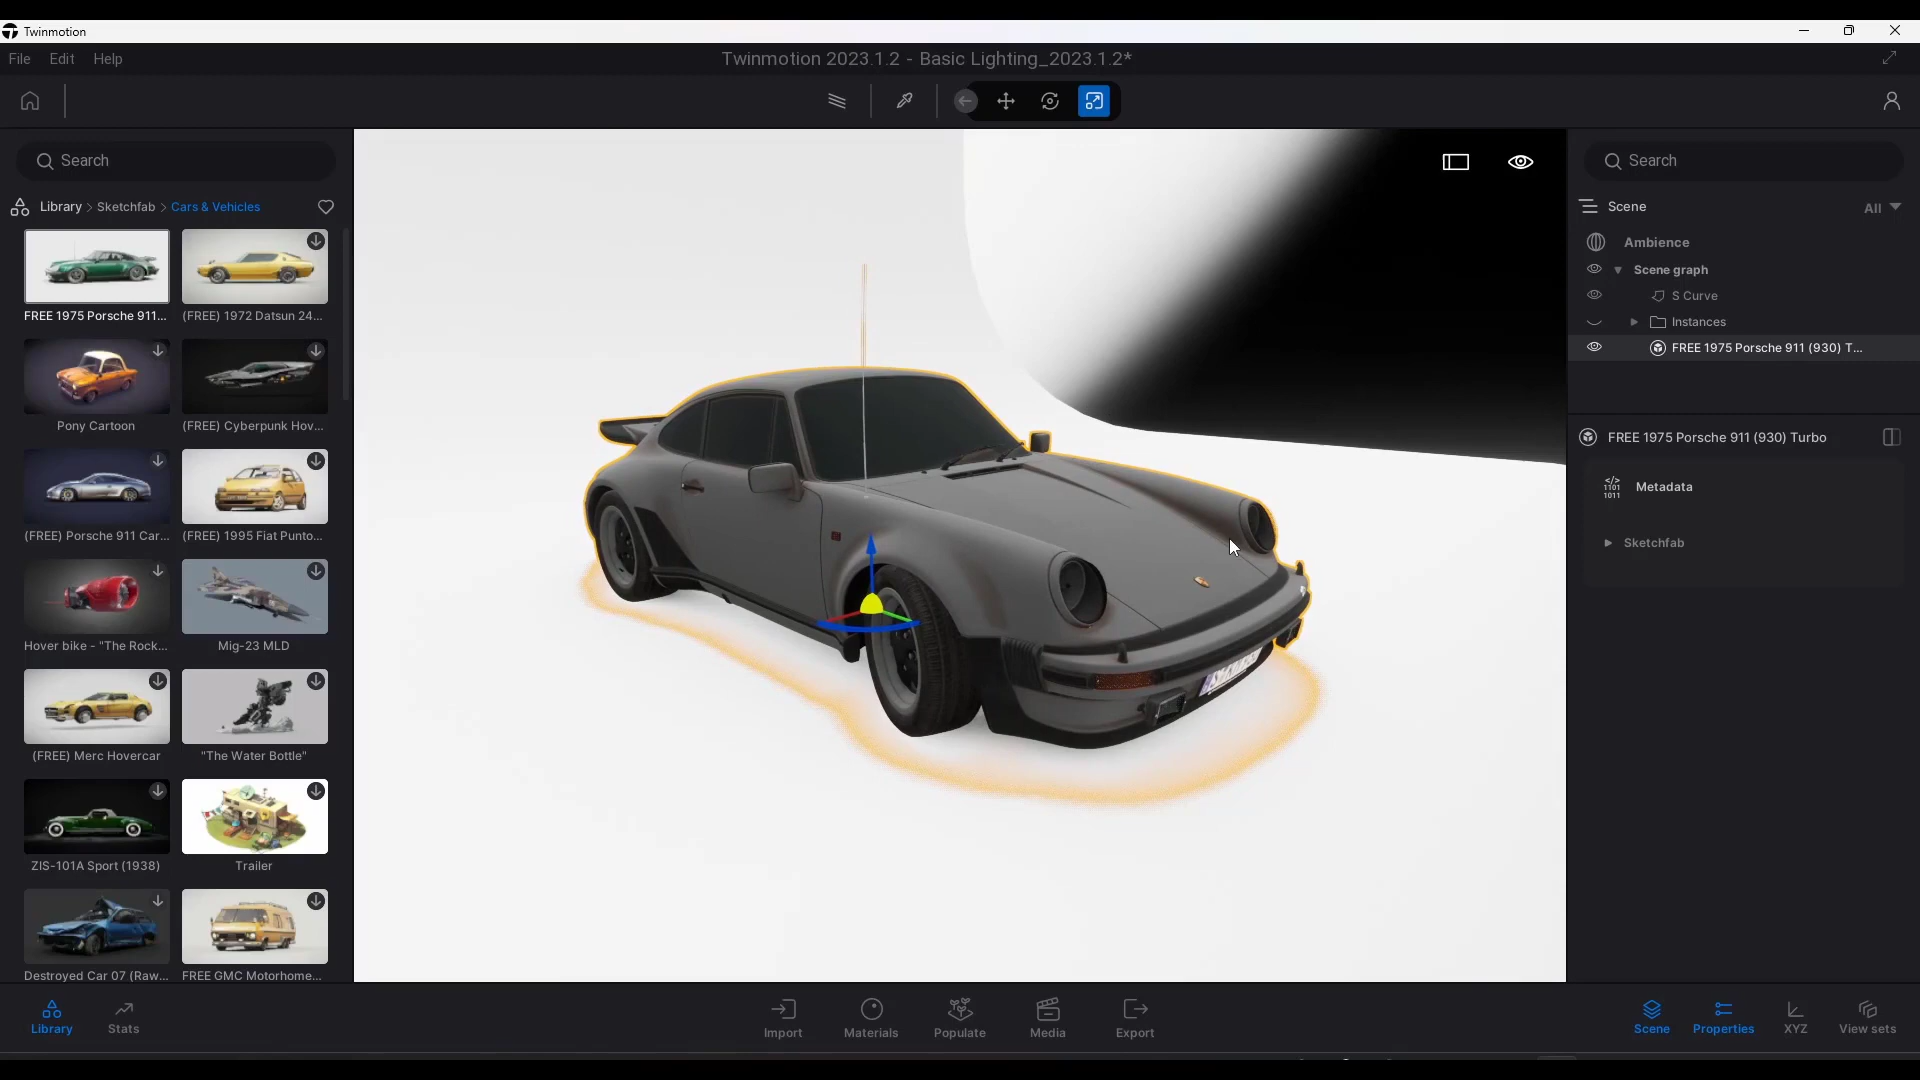 Twinmotion
File Edit Help
Twinmotion 2023.1.2 - Basic Lighting_2023.1.2*
Search
Library > Sketchfab > Cars & Vehicles
FREE 1975 Porsche 911...
(FREE) 1972 Datsun 24...
Pony Cartoon
(FREE) Cyberpunk Hov...
(FREE) Porsche 911 Car...
(FREE) 1995 Fiat Punto...
Hover bike - "The Rock...
Mig-23 MLD
(FREE) Merc Hovercar
"The Water Bottle"
ZIS-101A Sport (1938)
Trailer
Destroyed Car 07 (Raw...
FREE GMC Motorhome...
Search
Scene
All
Ambience
Scene graph
S Curve
Instances
FREE 1975 Porsche 911 (930) T...
FREE 1975 Porsche 911 (930) Turbo
Metadata
Sketchfab
Library
Stats
Import
Materials
Populate
Media
Export
Scene
Properties
XYZ
View sets